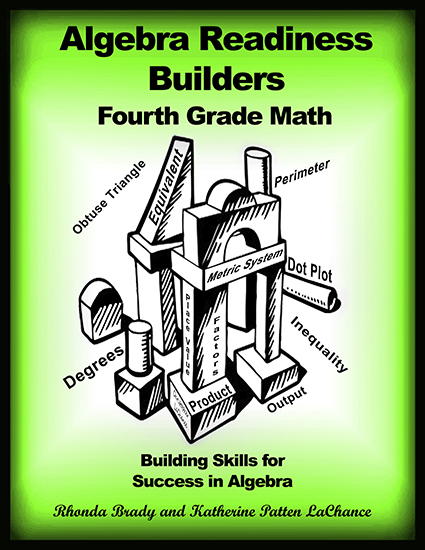 Algebra Readiness
Builders
Fourth Grade Math
Obtuse Triangle
Equivalent
Perimeter
Metric System
Dot Plot
Place Value
Factors
Inequality
Degrees
Product
Output
Building Skills for
Success in Algebra
Rhonda Brady and Katherine Patten LaChance